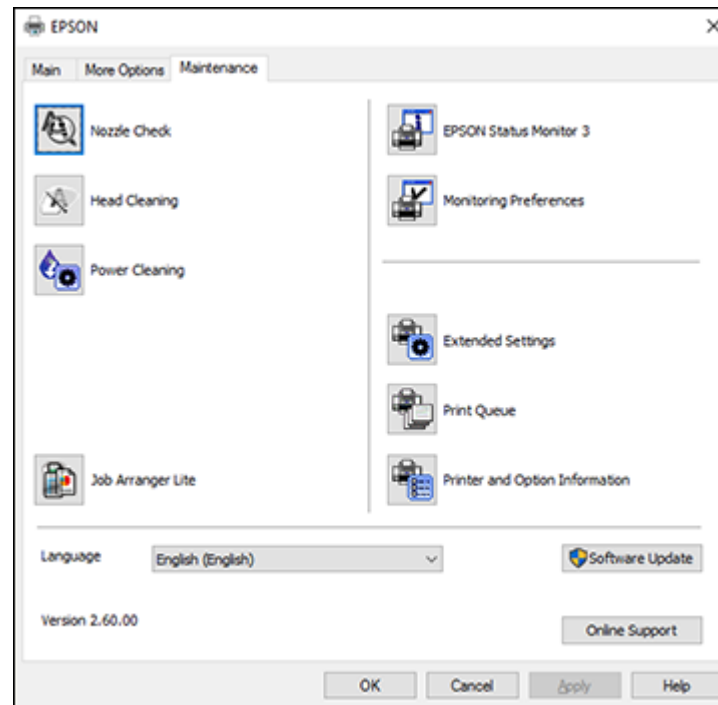 EPSON
Main More Options Maintenance
Nozzle Check
Head Cleaning
Power Cleaning
Job Arranger Lite
EPSON Status Monitor 3
Monitoring Preferences
Extended Settings
Print Queue
Printer and Option Information
Language English (English) Software Update
Version 2.60.00
Online Support
OK Cancel Apply Help